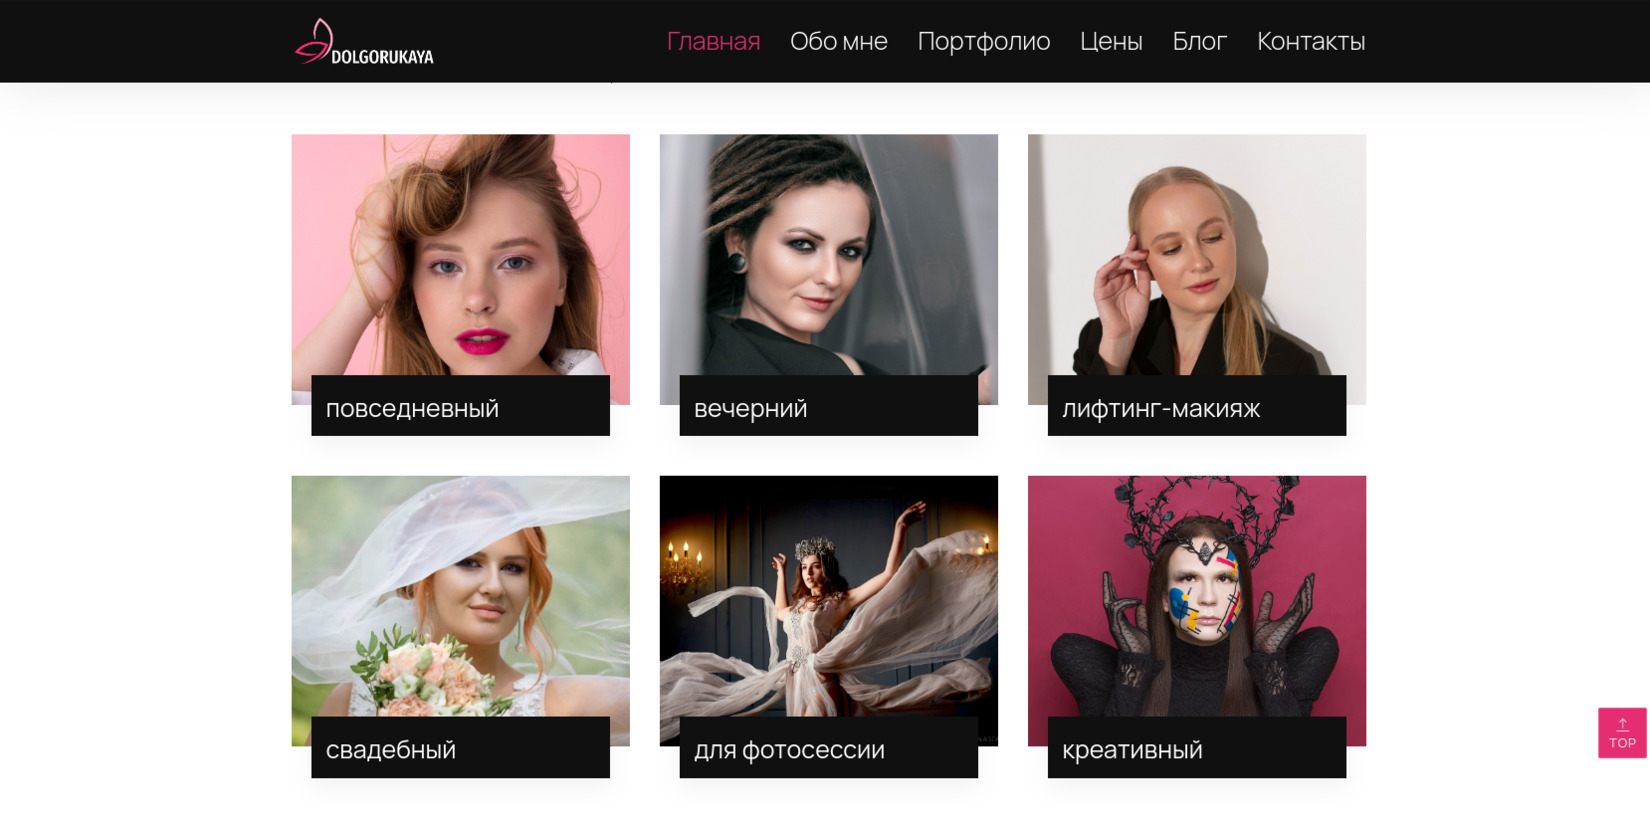 DOLGORUKAYA
Главная Обо мне Портфолио Цены Блог Контакты
повседневный
вечерний
лифтинг-макияж
свадебный
для фотосессии
креативный
TOP